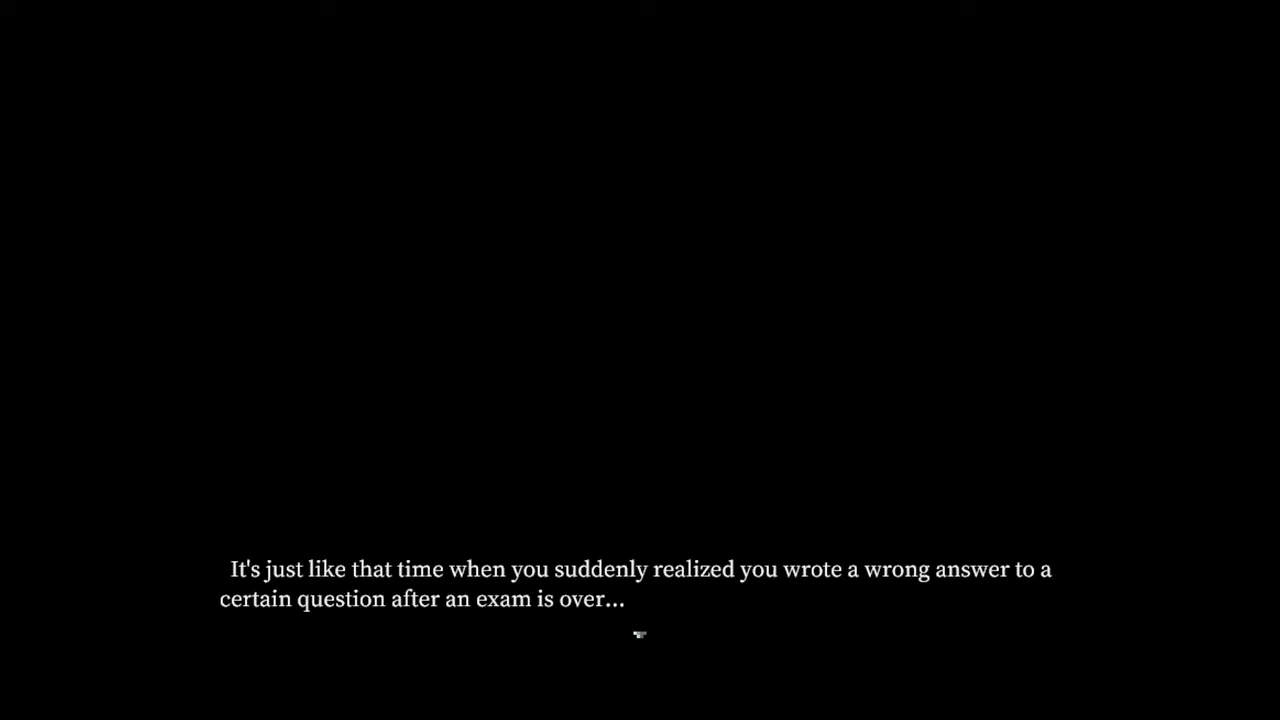 It's just like that time when you suddenly realized you wrote a wrong answer to a
certain question after an exam is over...